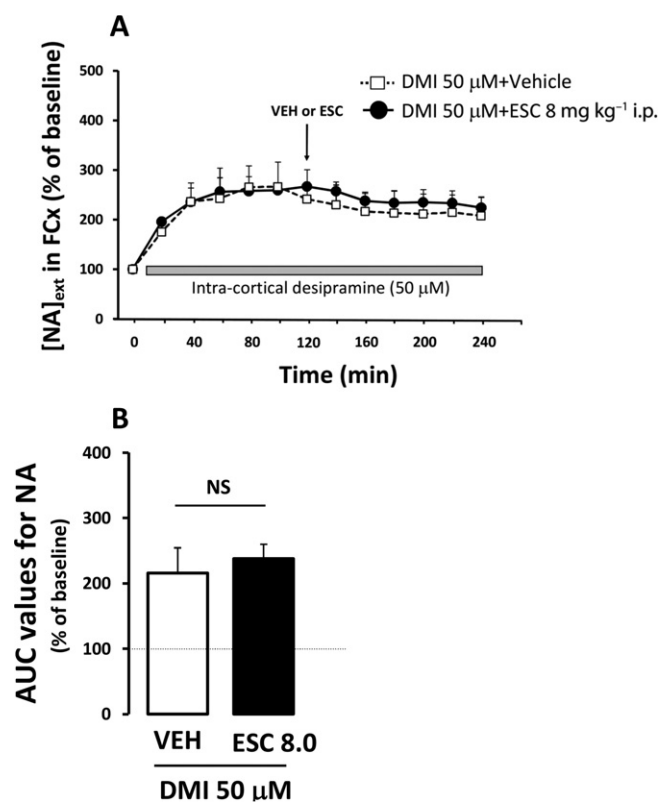 A
[NA]ext in FCx (% of baseline)
500
400
300
200
100
0
DMI 50 μM+Vehicle
DMI 50 μM+ESC 8 mg kg⁻¹ i.p.
VEH or ESC
Intra-cortical desipramine (50 μM)
0 40 80 120 160 200 240
Time (min)
B
AUC values for NA
(% of baseline)
400
300
200
100
0
NS
VEH ESC 8.0
DMI 50 μM